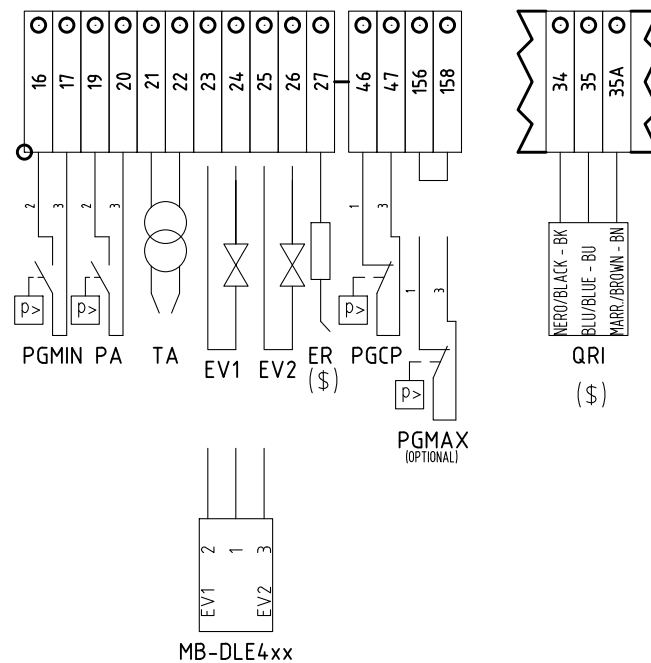 16 17 19 20 21 22 23 24 25 26 27 46 47 156 158 34 35 35A
2 3 2 3 1 3
1 3
NERO/BLACK - BK
BLU/BLUE - BU
MARR./BROWN - BN
p> p> p>
PGMIN PA TA EV1 EV2 ER PGCP QRI
($) ($)
p>
PGMAX
(OPTIONAL)
2 1 3
EV1 EV2
MB-DLE4xx